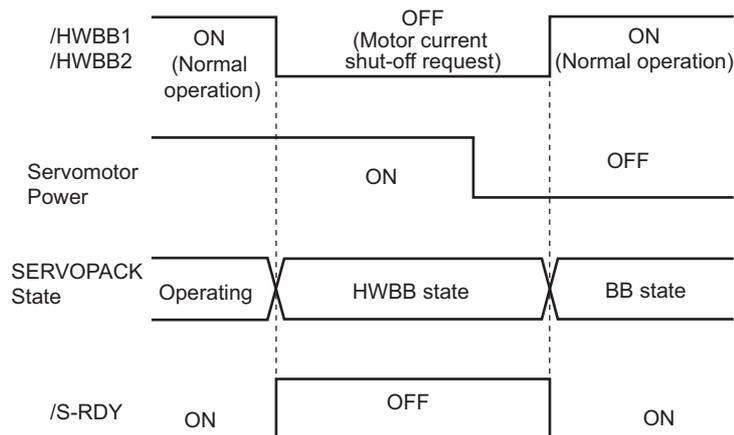 /HWBB1
/HWBB2
ON
(Normal
operation)
OFF
(Motor current
shut-off request)
ON
(Normal operation)
Servomotor
Power
ON
OFF
SERVOPACK
State
Operating
HWBB state
BB state
/S-RDY
ON
OFF
ON